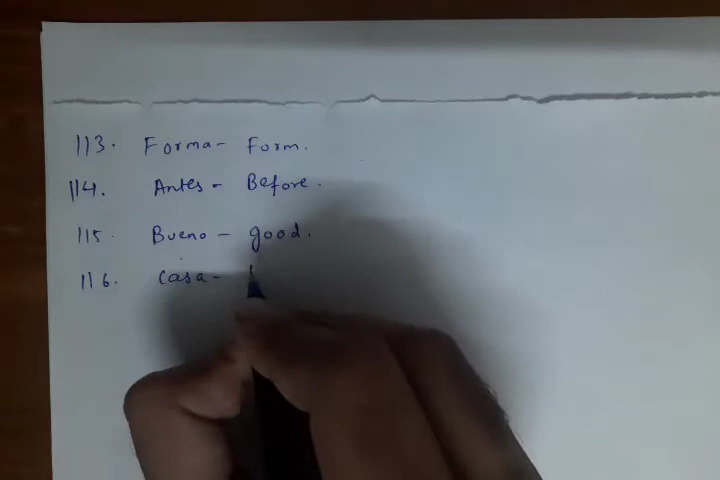 113. Forma - Form.
114. Antes - Before.
115. Bueno - good.
116. Casa -